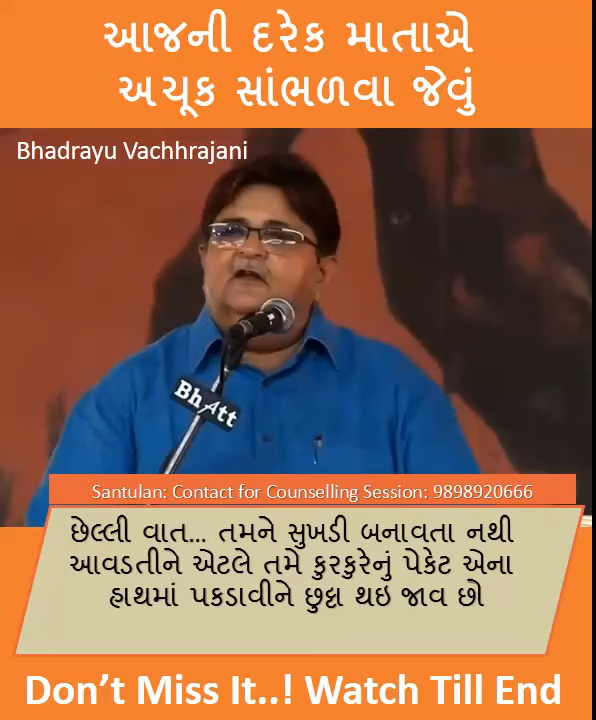 આજની દરેક માતાએ
અચૂક સાંભળવા જેવું
Bhadrayu Vachhrajani
Bhatt
Santulan: Contact for Counselling Session: 9898920666
છેલ્લી વાત... તમને સુખડી બનાવતા નથી
આવડતીને એટલે તમે કુરકુરેનું પેકેટ એના
હાથમાં પકડાવીને છુટ્ટા થઇ જાવ છો
Don’t Miss It..! Watch Till End